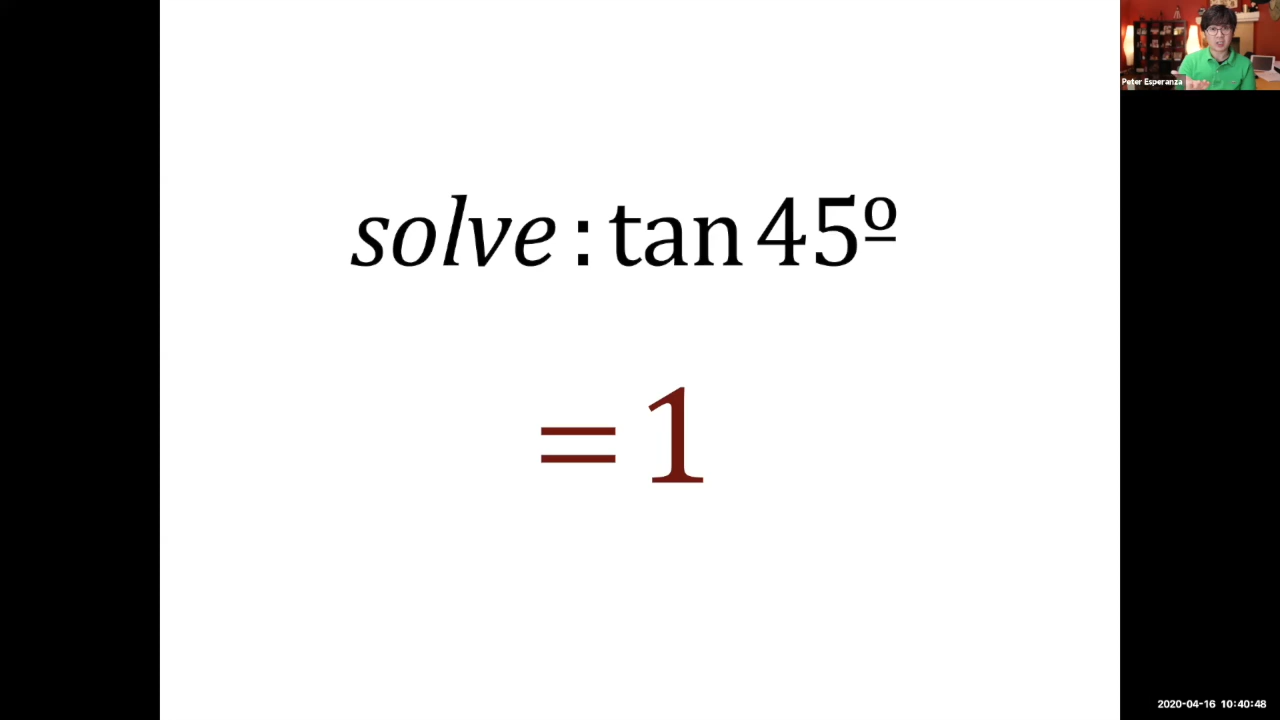 solve : tan 45º
= 1
Peter Esperanza
2020-04-16 10:40:48